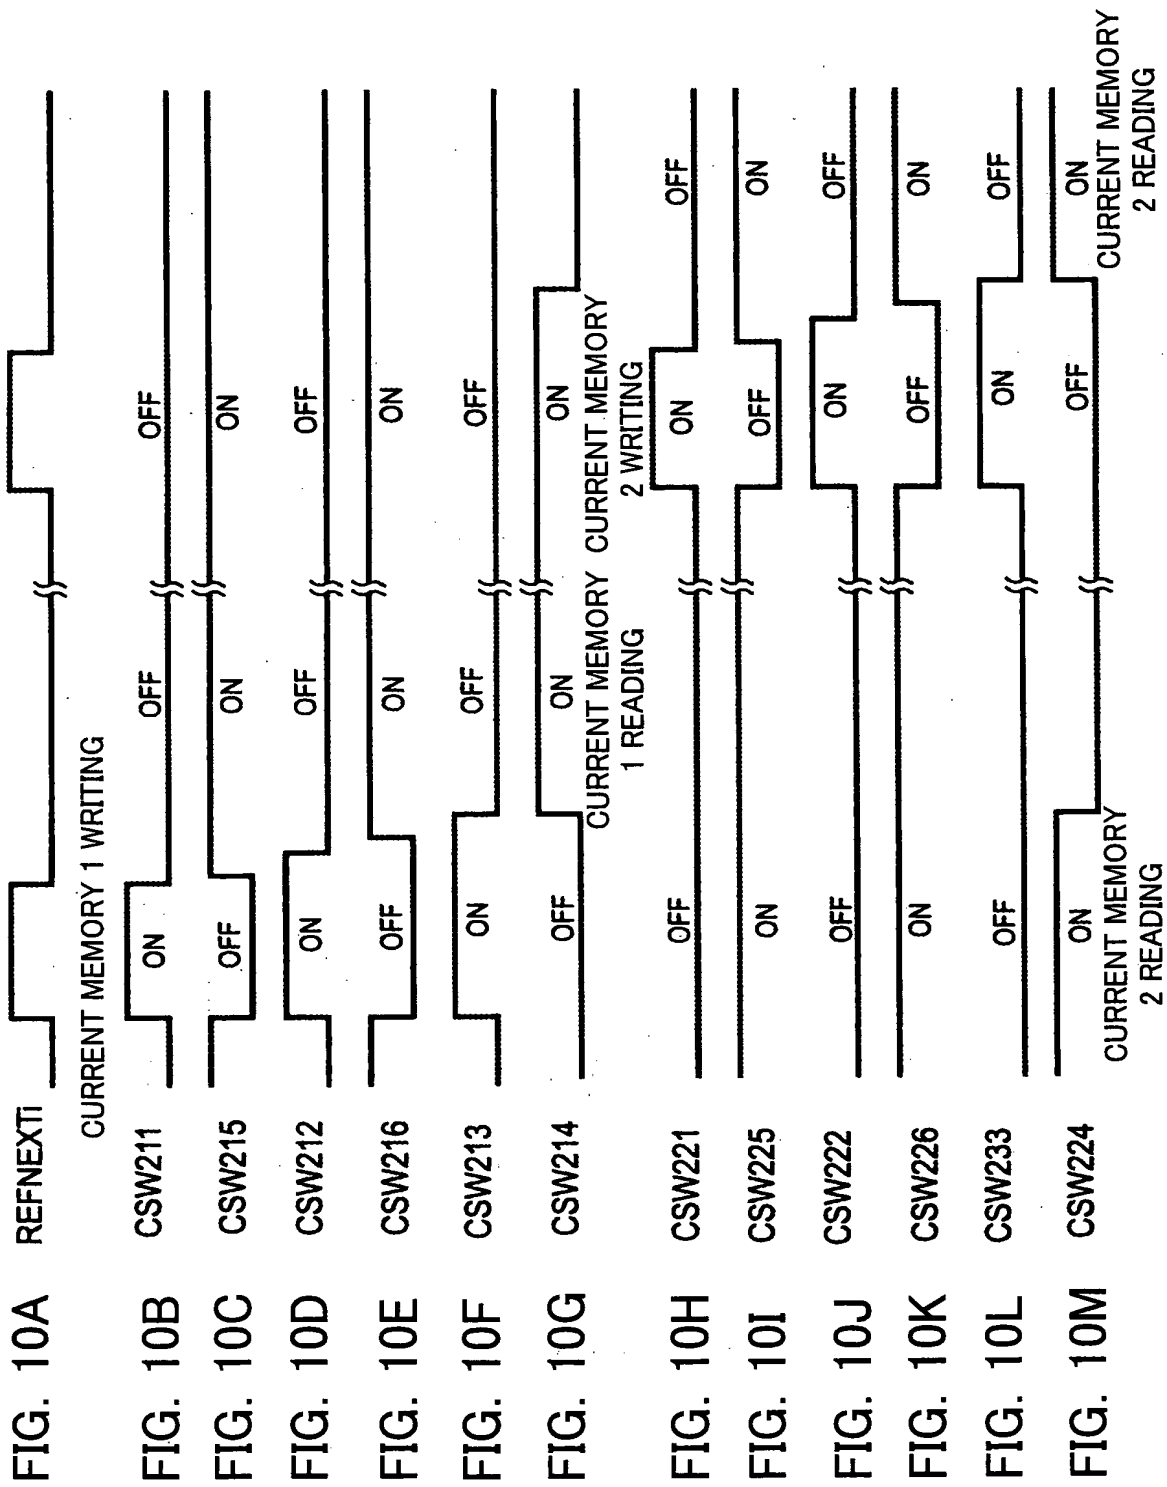 FIG. 10A REFNEXTi
CURRENT MEMORY 1 WRITING
FIG. 10B CSW211 ON OFF OFF
FIG. 10C CSW215 OFF ON ON
FIG. 10D CSW212 ON OFF OFF
FIG. 10E CSW216 OFF ON ON
FIG. 10F CSW213 ON OFF OFF
FIG. 10G CSW214 OFF ON ON
CURRENT MEMORY
1 READING
CURRENT MEMORY
2 WRITING
FIG. 10H CSW221 OFF ON OFF
FIG. 10I CSW225 ON OFF ON
FIG. 10J CSW222 OFF ON OFF
FIG. 10K CSW226 ON OFF ON
FIG. 10L CSW233 OFF ON OFF
FIG. 10M CSW224 ON OFF ON
CURRENT MEMORY
2 READING
CURRENT MEMORY
2 READING